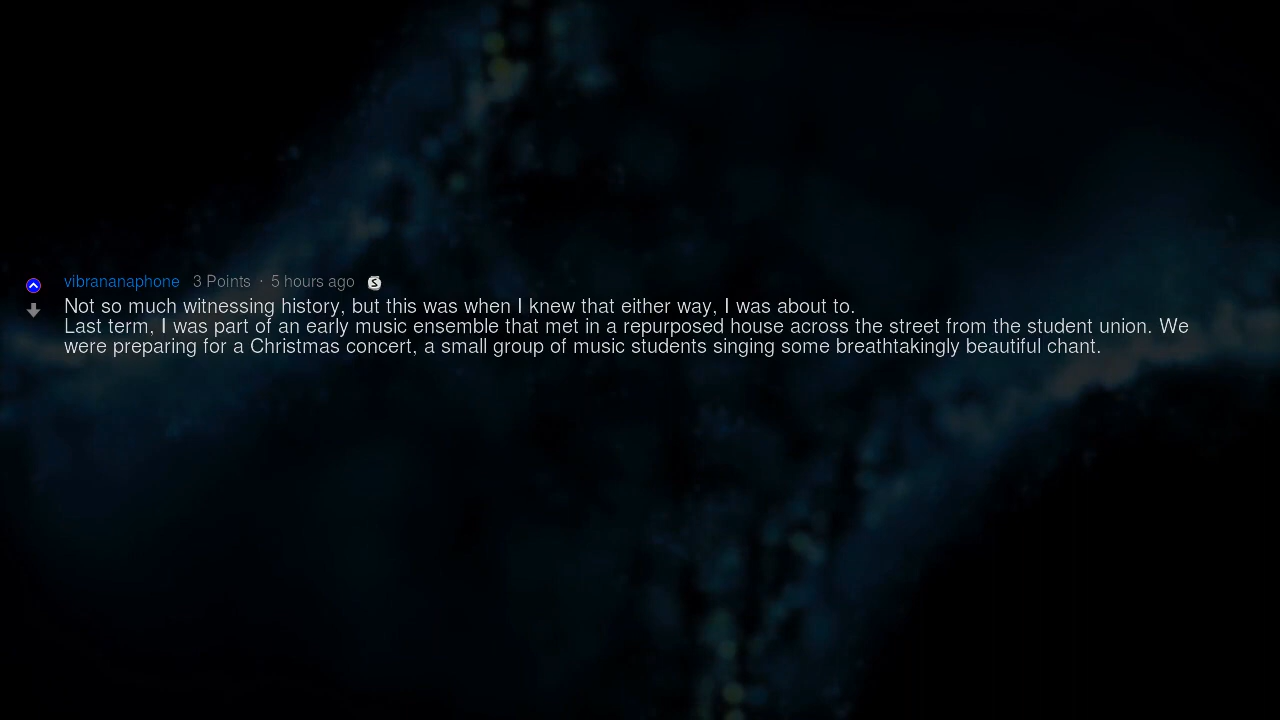 vibrananaphone 3 Points · 5 hours ago S
Not so much witnessing history, but this was when I knew that either way, I was about to.
Last term, I was part of an early music ensemble that met in a repurposed house across the street from the student union. We
were preparing for a Christmas concert, a small group of music students singing some breathtakingly beautiful chant.